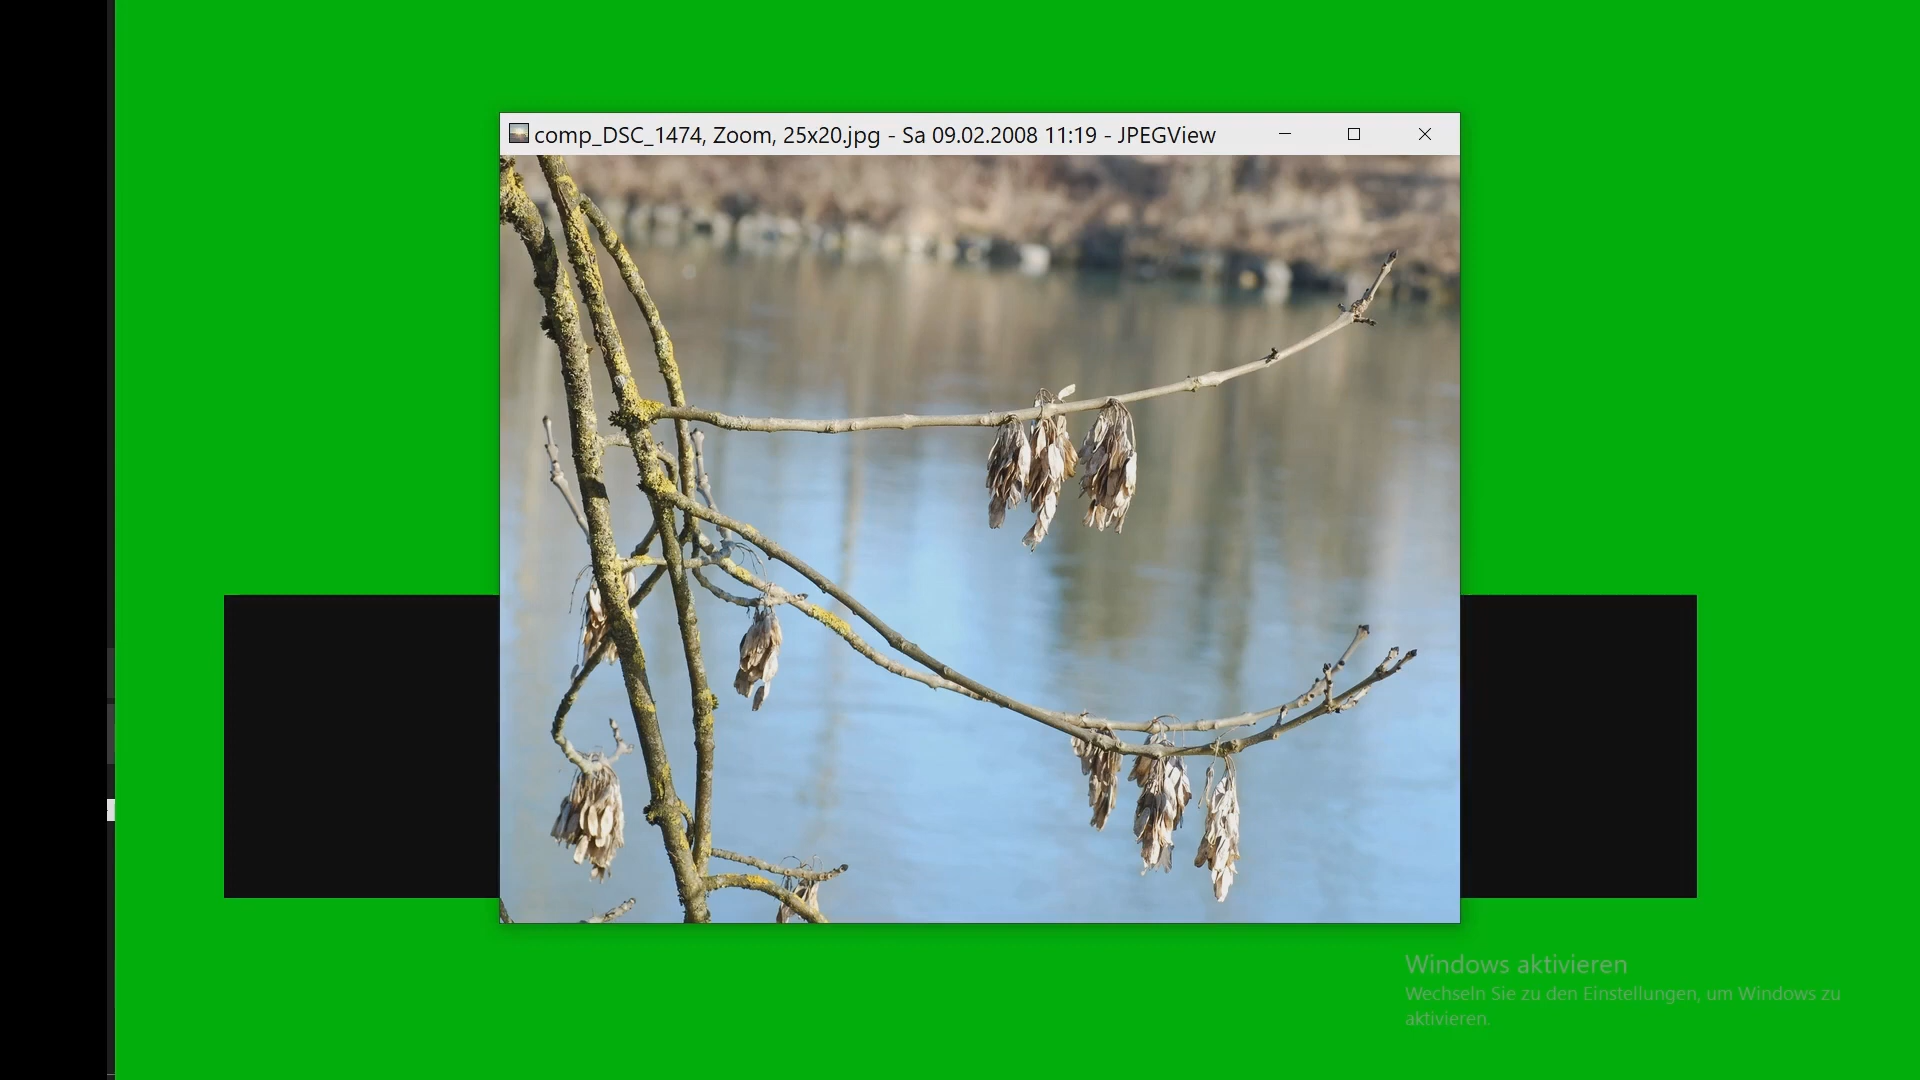 comp_DSC_1474, Zoom, 25x20.jpg - Sa 09.02.2008 11:19 - JPEGView
Windows aktivieren
Wechseln Sie zu den Einstellungen, um Windows zu
aktivieren.